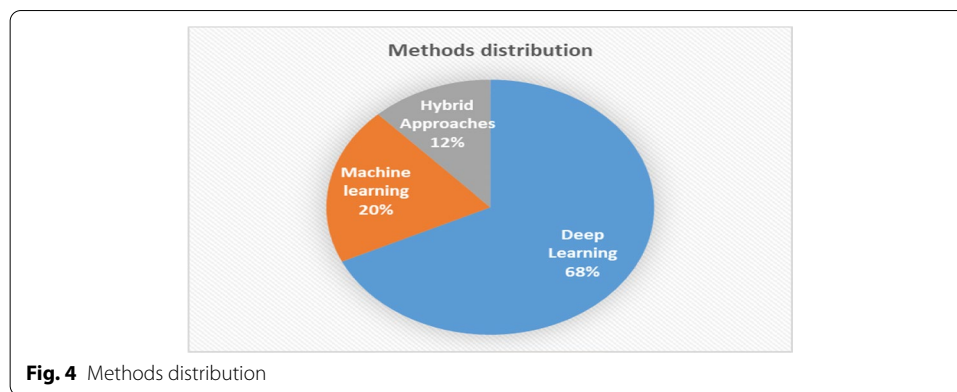 Methods distribution
Hybrid
Approaches
12%
Machine
learning
20%
Deep
Learning
68%
Fig. 4 Methods distribution